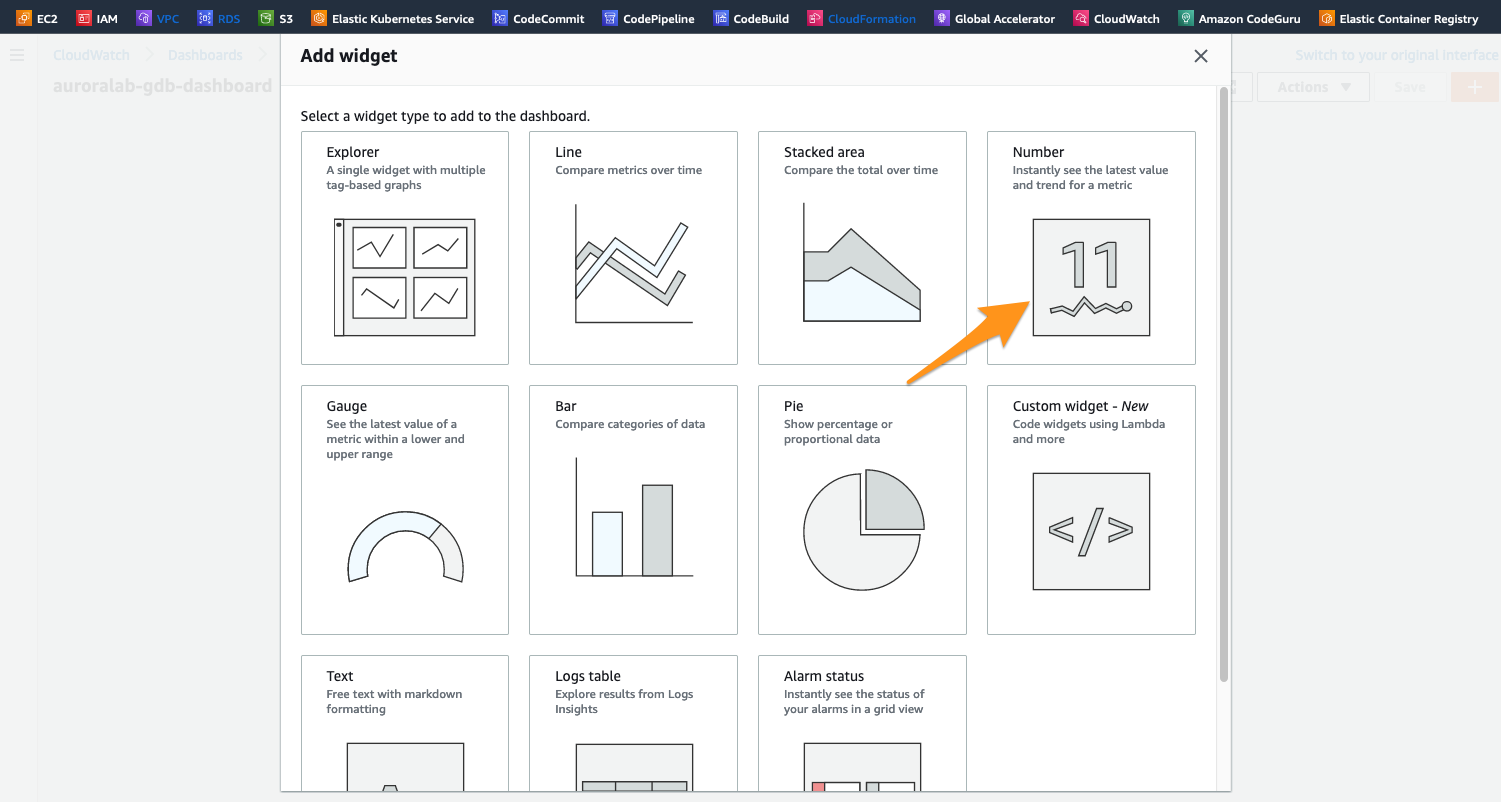 EC2 IAM VPC RDS S3 Elastic Kubernetes Service CodeCommit CodePipeline CodeBuild CloudFormation Global Accelerator CloudWatch Amazon CodeGuru Elastic Container Registry
CloudWatch Dashboards
Switch to your original interface
auroralab-gdb-dashboard
Actions Save
Add widget
Select a widget type to add to the dashboard.
Explorer
A single widget with multiple
tag-based graphs
Line
Compare metrics over time
Stacked area
Compare the total over time
Number
Instantly see the latest value
and trend for a metric
11
Gauge
See the latest value of a
metric within a lower and
upper range
Bar
Compare categories of data
Pie
Show percentage or
proportional data
Custom widget - New
Code widgets using Lambda
and more
</>
Text
Free text with markdown
formatting
Logs table
Explore results from Logs
Insights
Alarm status
Instantly see the status of
your alarms in a grid view